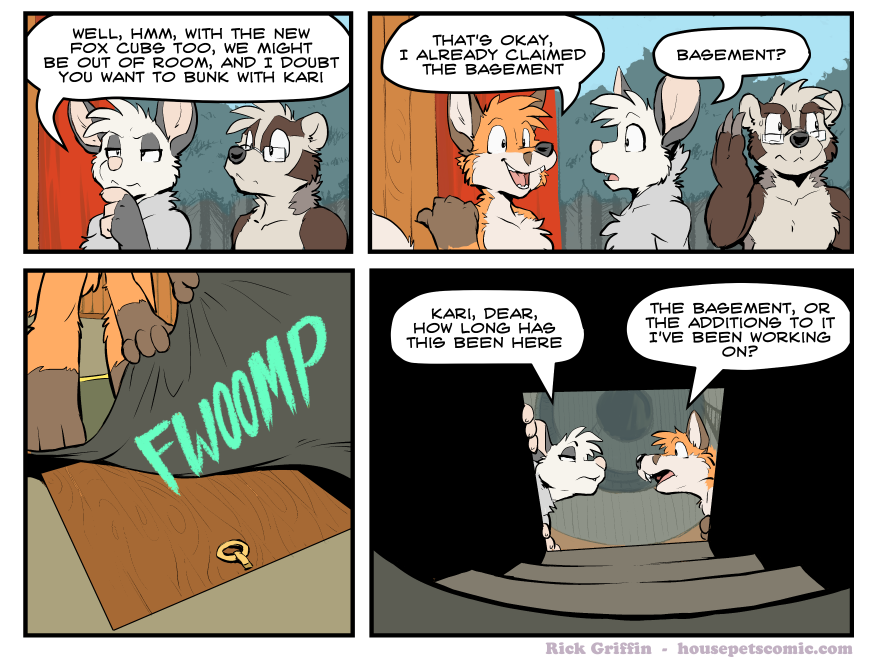 WELL, HMM, WITH THE NEW
FOX CUBS TOO, WE MIGHT
BE OUT OF ROOM, AND I DOUBT
YOU WANT TO BUNK WITH KARI
THAT'S OKAY,
I ALREADY CLAIMED
THE BASEMENT
BASEMENT?
FWOOMP
KARI, DEAR,
HOW LONG HAS
THIS BEEN HERE
THE BASEMENT, OR
THE ADDITIONS TO IT
I'VE BEEN WORKING
ON?
Rick Griffin - housepetscomic.com